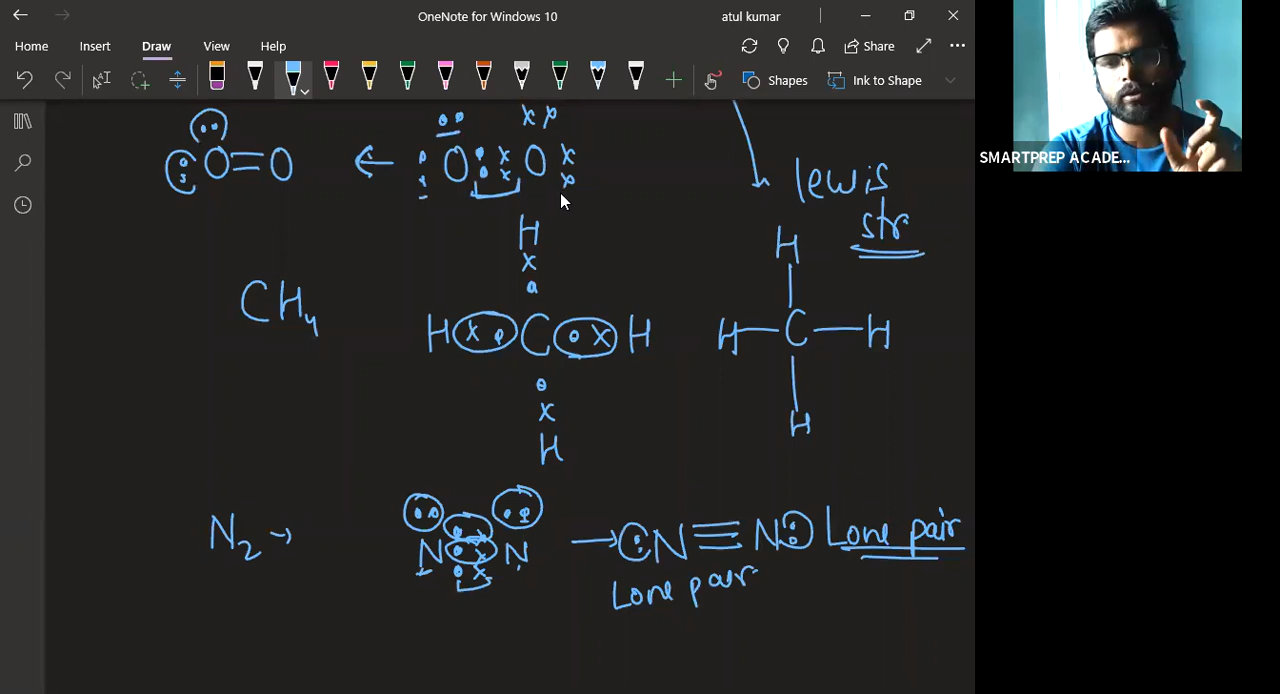 OneNote for Windows 10
atul kumar
Home Insert Draw View Help
Share
Shapes
Ink to Shape
SMARTPREP ACADE...
O=O
← O O
lewis
str
CH4
H
H x C x H
x
H
H
H-C-H
H
N2 →
N N
→ :N≡N: Lone pair
Lone pair